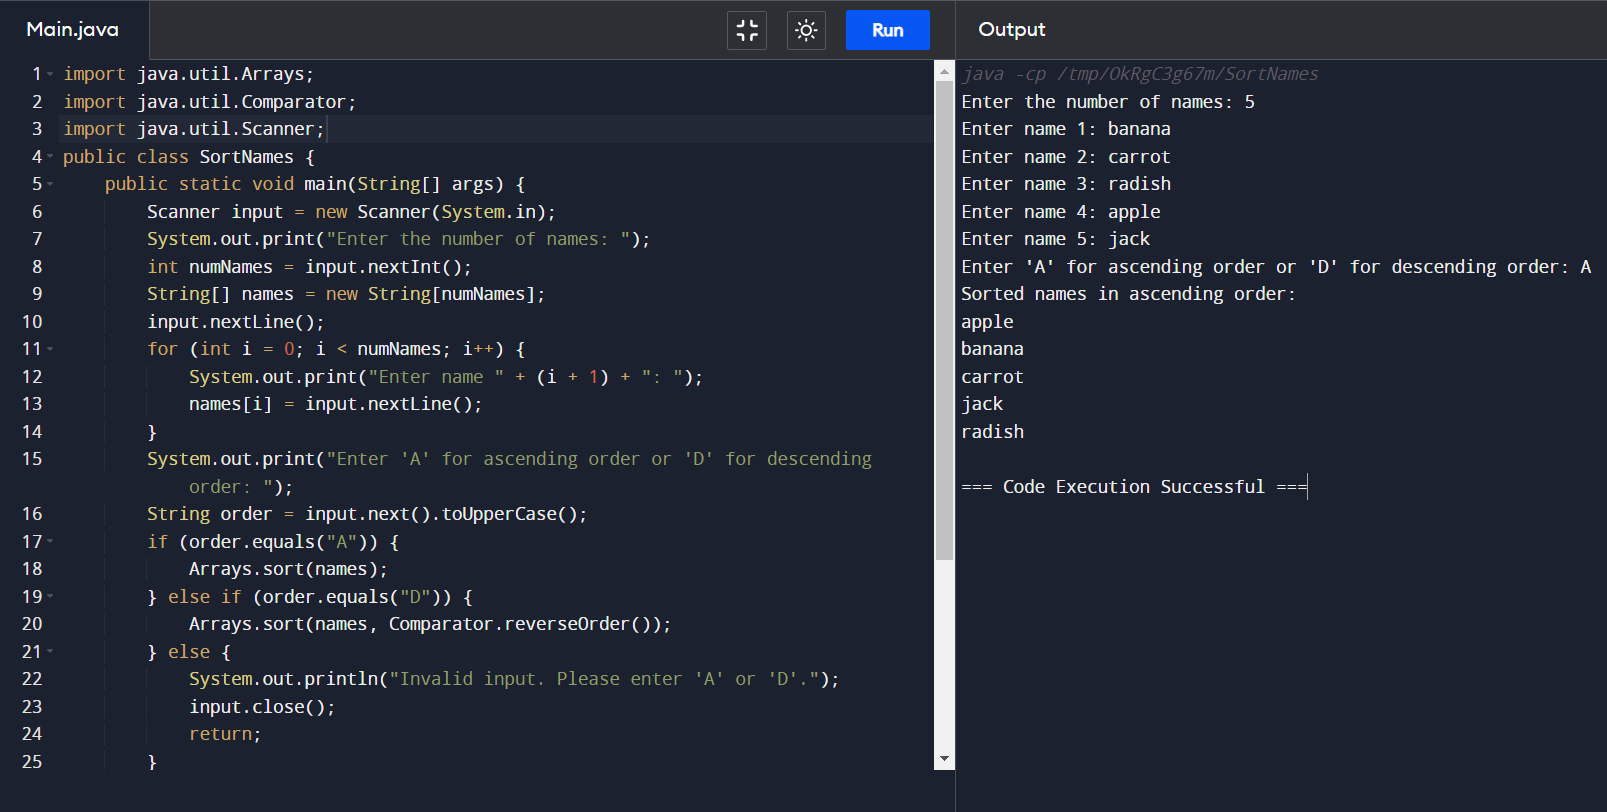 Main.java
Run
Output
1 import java.util.Arrays;
2 import java.util.Comparator;
3 import java.util.Scanner;
4 public class SortNames {
5     public static void main(String[] args) {
6         Scanner input = new Scanner(System.in);
7         System.out.print("Enter the number of names: ");
8         int numNames = input.nextInt();
9         String[] names = new String[numNames];
10         input.nextLine();
11         for (int i = 0; i < numNames; i++) {
12             System.out.print("Enter name " + (i + 1) + ": ");
13             names[i] = input.nextLine();
14         }
15         System.out.print("Enter 'A' for ascending order or 'D' for descending
order: ");
16         String order = input.next().toUpperCase();
17         if (order.equals("A")) {
18             Arrays.sort(names);
19         } else if (order.equals("D")) {
20             Arrays.sort(names, Comparator.reverseOrder());
21         } else {
22             System.out.println("Invalid input. Please enter 'A' or 'D'.");
23             input.close();
24             return;
25         }
java -cp /tmp/OkRgC3g67m/SortNames
Enter the number of names: 5
Enter name 1: banana
Enter name 2: carrot
Enter name 3: radish
Enter name 4: apple
Enter name 5: jack
Enter 'A' for ascending order or 'D' for descending order: A
Sorted names in ascending order:
apple
banana
carrot
jack
radish
=== Code Execution Successful ===